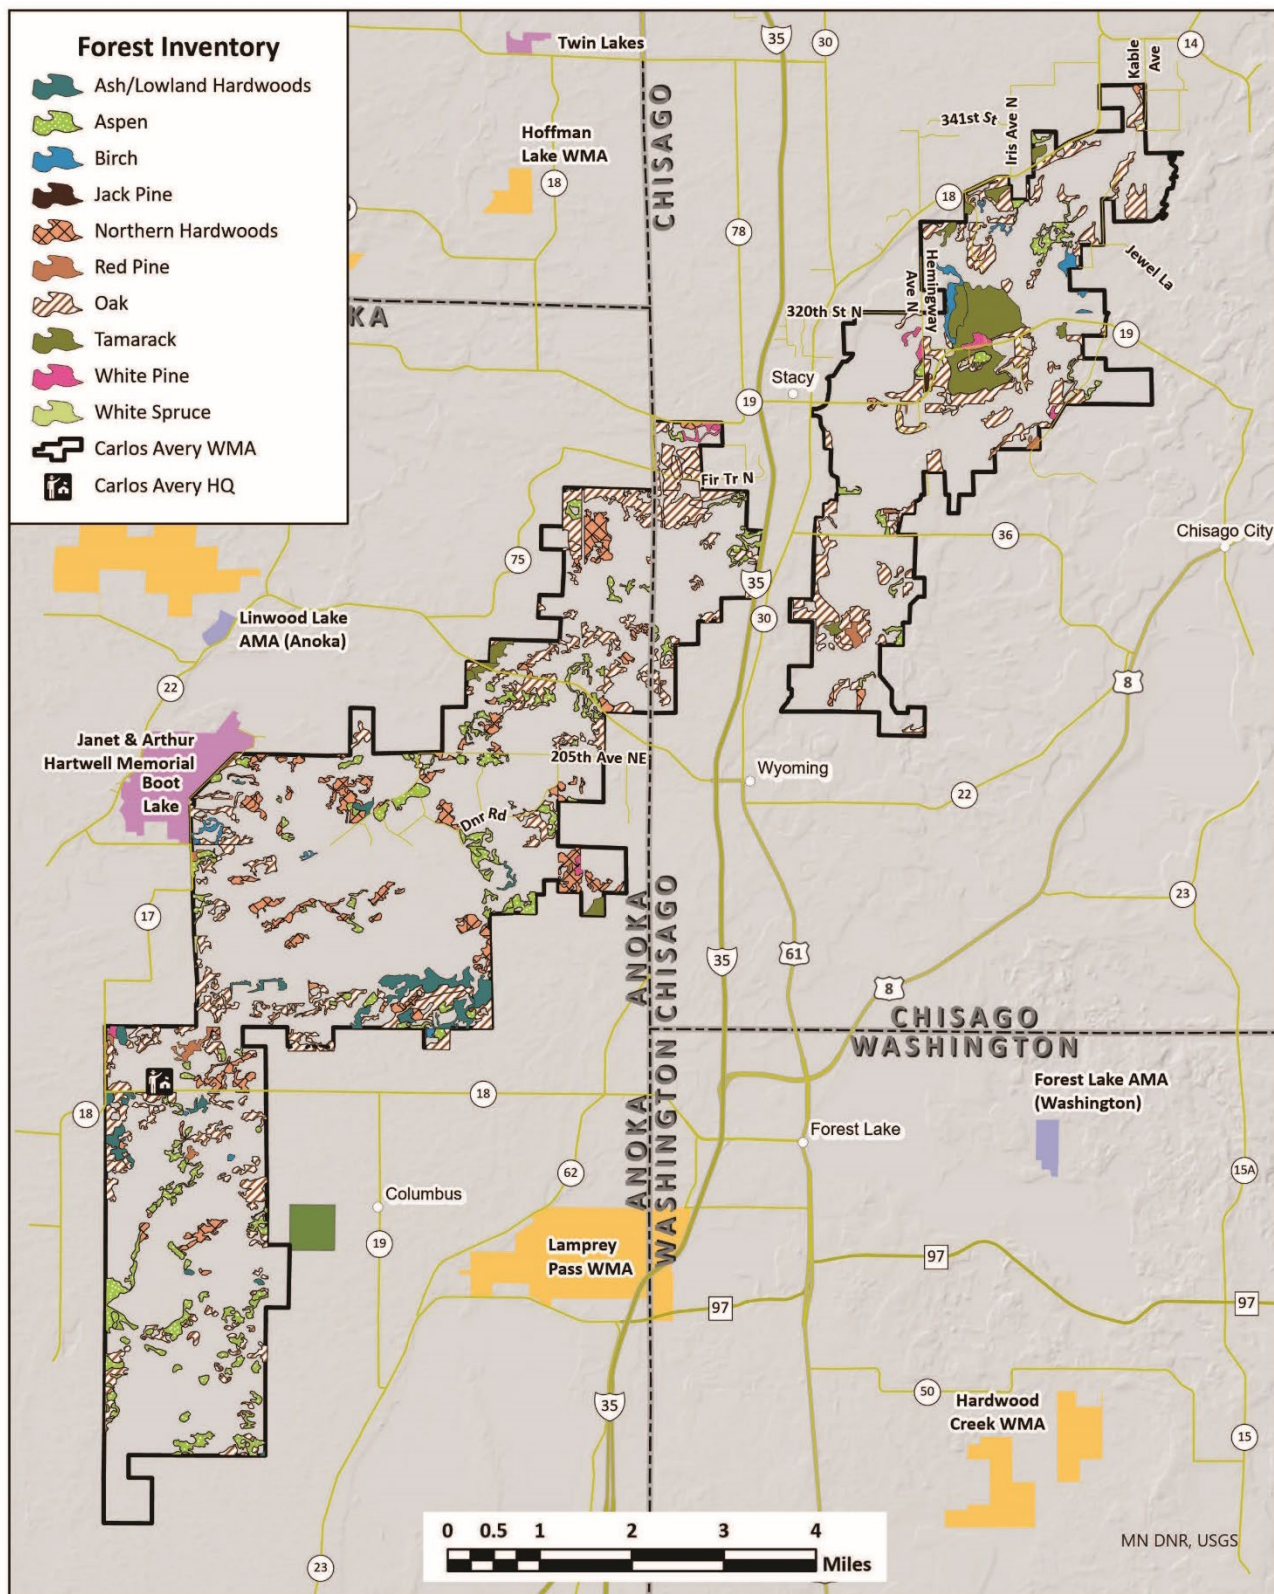 Forest Inventory
Ash/Lowland Hardwoods
Aspen
Birch
Jack Pine
Northern Hardwoods
Red Pine
Oak
Tamarack
White Pine
White Spruce
Carlos Avery WMA
Carlos Avery HQ
Twin Lakes
35
30
14
Kable
Ave
Hoffman
Lake WMA
18
CHISAGO
341st St
Iris Ave N
18
78
Jewel La
Hemingway
Ave N
KA
320th St N
19
Stacy
19
Fir Tr N
75
36
Chisago City
35
30
Linwood Lake
AMA (Anoka)
22
8
Janet & Arthur
Hartwell Memorial
Boot
Lake
205th Ave NE
Wyoming
22
Dnr Rd
23
17
ANOKA
CHISAGO
35
61
8
CHISAGO
WASHINGTON
ANOKA
WASHINGTON
18
18
Forest Lake AMA
(Washington)
Forest Lake
62
15A
Columbus
19
Lamprey
Pass WMA
97
97
97
35
50
Hardwood
Creek WMA
15
0 0.5 1 2 3 4
Miles
MN DNR, USGS
23